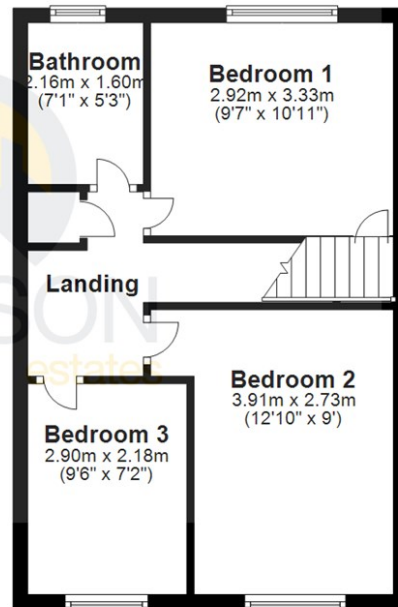 Bathroom
2.16m x 1.60m
(7'1" x 5'3")
Bedroom 1
2.92m x 3.33m
(9'7" x 10'11")
Landing
SON
estates
Bedroom 2
3.91m x 2.73m
(12'10" x 9')
Bedroom 3
2.90m x 2.18m
(9'6" x 7'2")